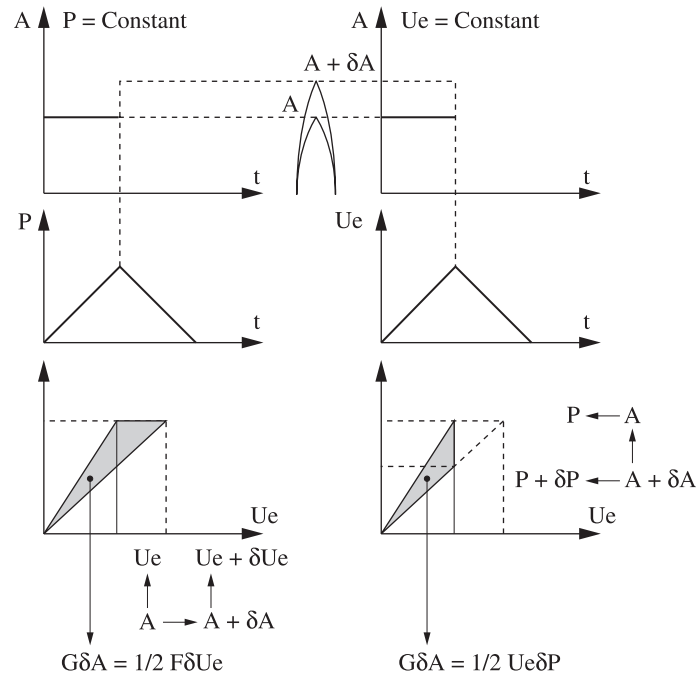 A P = Constant
A Ue = Constant
A + δA
A
t
t
P
Ue
t
t
P A
P + δP A + δA
Ue
Ue
Ue Ue + δUe
A A + δA
GδA = 1/2 FδUe
GδA = 1/2 UeδP